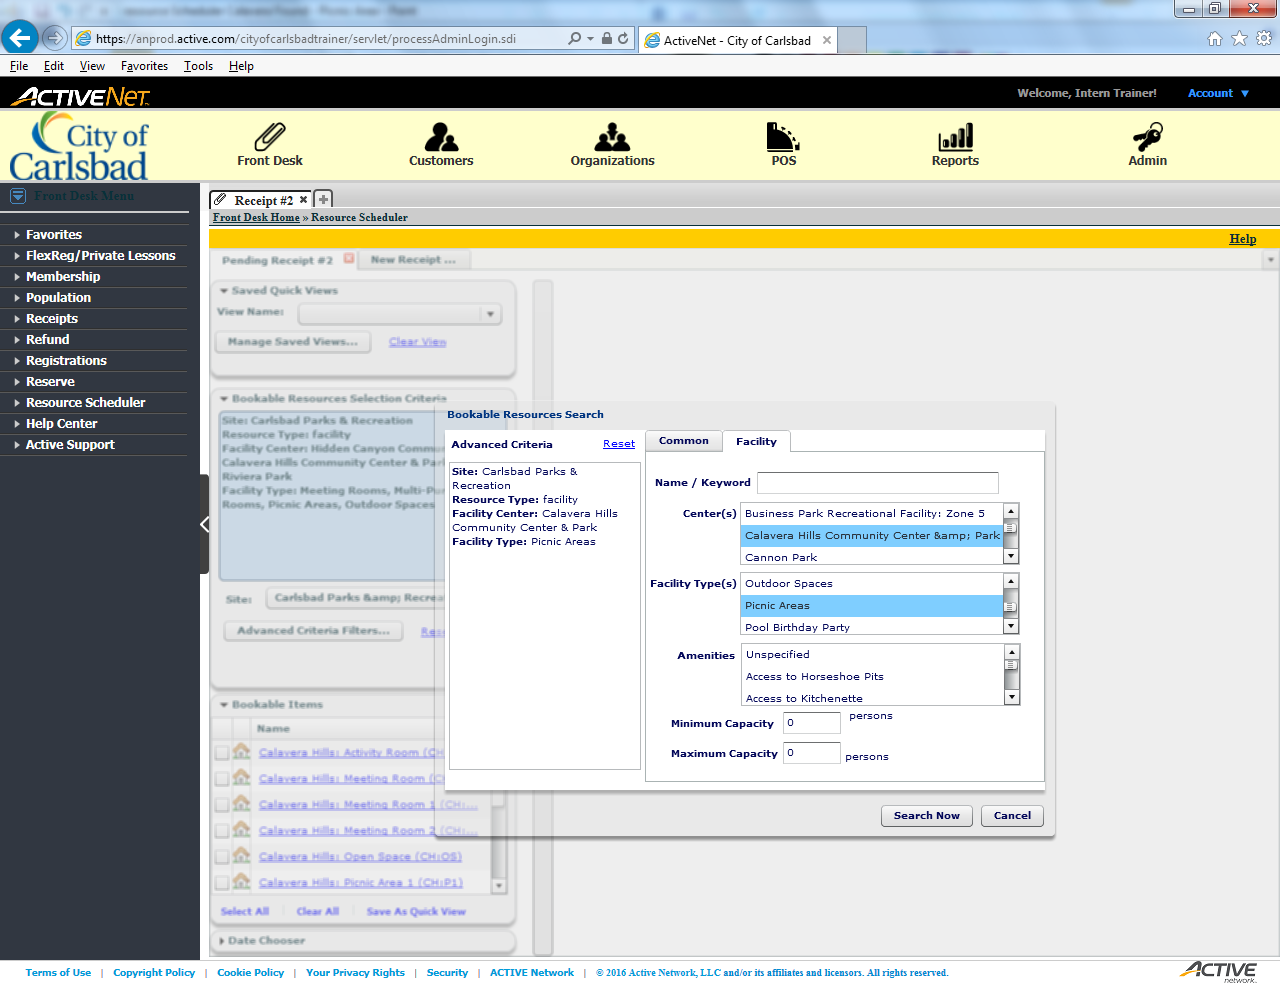 https://anprod.active.com/cityofcarlsbadtrainer/servlet/processAdminLogin.sdi
ActiveNet - City of Carlsbad
File Edit View Favorites Tools Help
ACTIVENET
Welcome, Intern Trainer!
Account
City of
Carlsbad
Front Desk
Customers
Organizations
POS
Reports
Admin
Front Desk Menu
Receipt #2
Front Desk Home » Resource Scheduler
Help
Favorites
FlexReg/Private Lessons
Membership
Population
Receipts
Refund
Registrations
Reserve
Resource Scheduler
Help Center
Active Support
Pending Receipt #2
New Receipt ...
Saved Quick Views
View Name:
Manage Saved Views...
Clear View
Bookable Resources Selection Criteria
Site: Carlsbad Parks & Recreation
Resource Type: facility
Facility Center: Hidden Canyon Commu
Calavera Hills Community Center & Par
Riviera Park
Facility Type: Meeting Rooms, Multi-Pu
Rooms, Picnic Areas, Outdoor Spaces
Site:
Carlsbad Parks &amp; Recrea
Advanced Criteria Filters...
Bookable Items
Name
Calavera Hills: Activity Room (CH
Calavera Hills: Meeting Room (C
Calavera Hills: Meeting Room 1 (CH:...
Calavera Hills: Meeting Room 2 (CH:...
Calavera Hills: Open Space (CH:OS)
Calavera Hills: Picnic Area 1 (CH:P1)
Select All
Clear All
Save As Quick View
Date Chooser
Bookable Resources Search
Advanced Criteria
Reset
Site: Carlsbad Parks &
Recreation
Resource Type: facility
Facility Center: Calavera Hills
Community Center & Park
Facility Type: Picnic Areas
Common
Facility
Name / Keyword
Center(s)
Business Park Recreational Facility: Zone 5
Calavera Hills Community Center &amp; Park
Cannon Park
Facility Type(s)
Outdoor Spaces
Picnic Areas
Pool Birthday Party
Amenities
Unspecified
Access to Horseshoe Pits
Access to Kitchenette
Minimum Capacity 0 persons
Maximum Capacity 0 persons
Search Now
Cancel
Terms of Use | Copyright Policy | Cookie Policy | Your Privacy Rights | Security | ACTIVE Network | © 2016 Active Network, LLC and/or its affiliates and licensors. All rights reserved.
ACTIVE
network